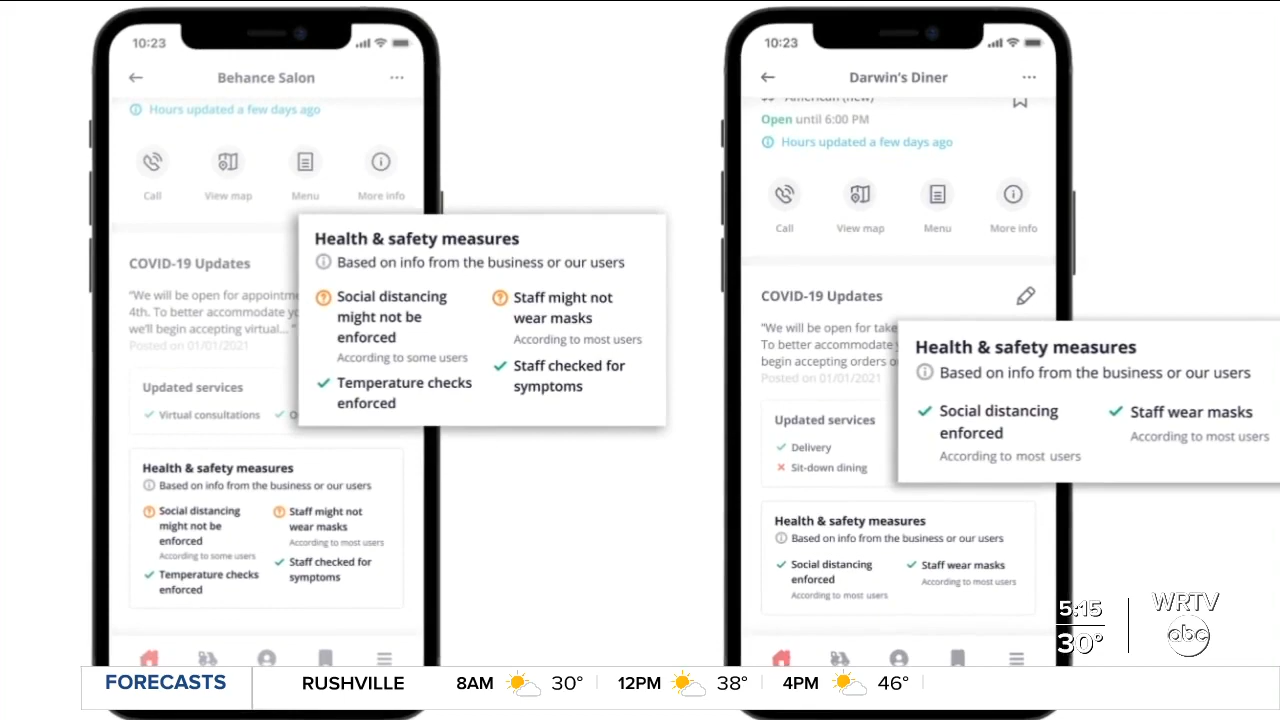 10:23
Behance Salon
Hours updated a few days ago
Call View map Menu More info
COVID-19 Updates
"We will be open for appointme
4th. To better accommodate yo
we'll begin accepting virtual... "
Posted on 01/01/2021
Updated services
Virtual consultations
Health & safety measures
Based on info from the business or our users
Social distancing
might not be
enforced
According to some users
Temperature checks
enforced
Staff might not
wear masks
According to most users
Staff checked for
symptoms
Health & safety measures
Based on info from the business or our users
Social distancing
might not be
enforced
According to some users
Temperature checks
enforced
Staff might not
wear masks
According to most users
Staff checked for
symptoms
10:23
Darwin's Diner
$$ American (new)
Open until 6:00 PM
Hours updated a few days ago
Call View map Menu More info
COVID-19 Updates
"We will be open for take
To better accommodate
begin accepting orders o
Posted on 01/01/2021
Updated services
Delivery
Sit-down dining
Health & safety measures
Based on info from the business or our users
Social distancing
enforced
According to most users
Staff wear masks
According to most users
Health & safety measures
Based on info from the business or our users
Social distancing
enforced
According to most users
Staff wear masks
According to most users
5:15
30°
WRTV
abc
FORECASTS RUSHVILLE 8AM 30° 12PM 38° 4PM 46°